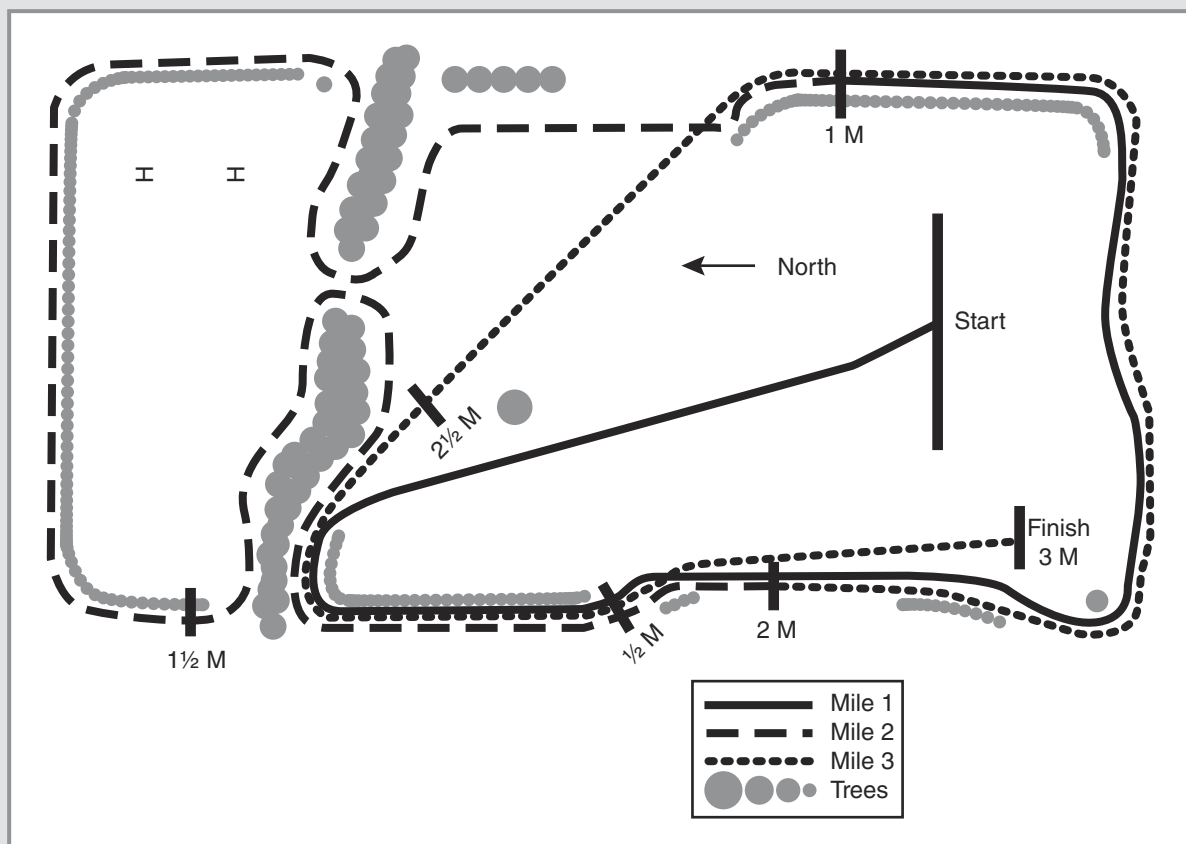 1 M
North
Start
2½ M
Finish
3 M
½ M
2 M
1½ M
Mile 1
Mile 2
Mile 3
Trees